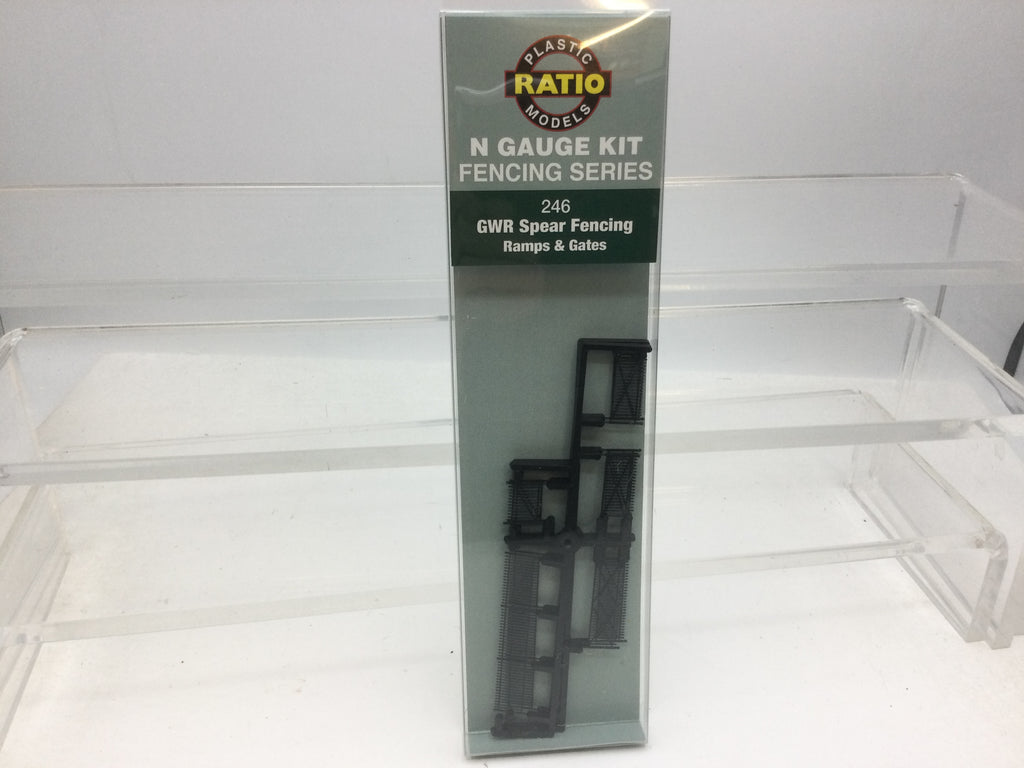 PLASTIC
RATIO
MODELS
N GAUGE KIT
FENCING SERIES
246
GWR Spear Fencing
Ramps & Gates